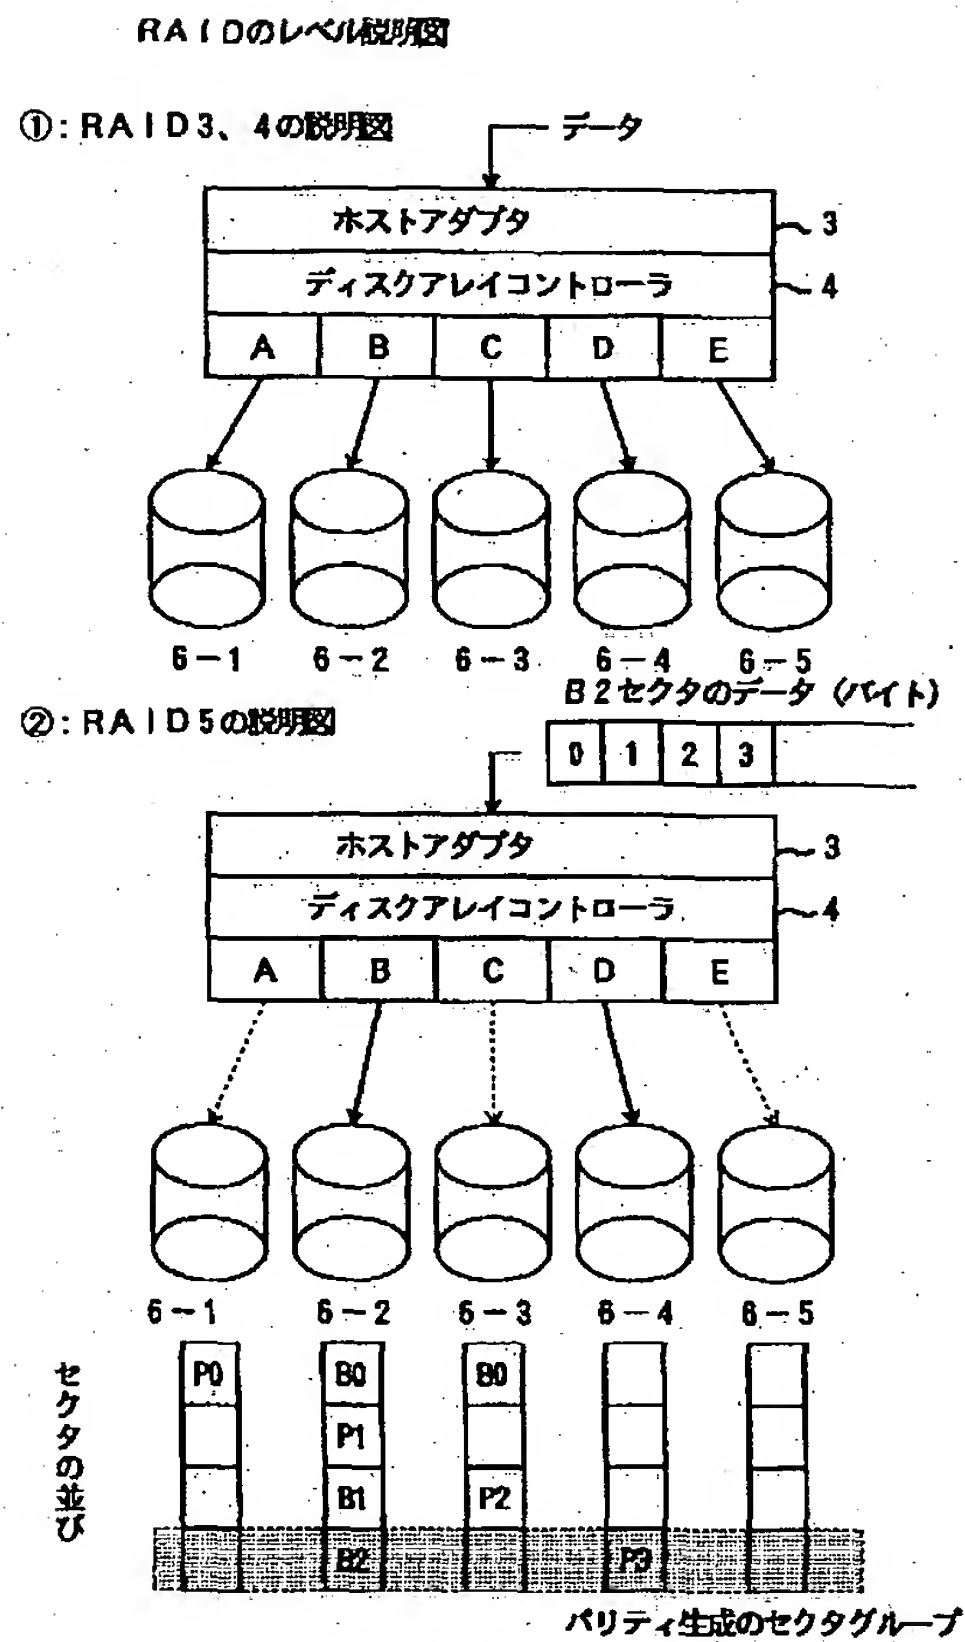 RAIDのレベル説明図
①:RAID3、4の説明図
データ
ホストアダプタ
3
ディスクアレイコントローラ
4
A B C D E
6-1 6-2 6-3 6-4 6-5
B2セクタのデータ(バイト)
②:RAID5の説明図
0 1 2 3
ホストアダプタ
3
ディスクアレイコントローラ
4
A B C D E
6-1 6-2 6-3 6-4 6-5
セクタの並び
P0 B0 B0
P1
B1 P2
B2 P3
パリティ生成のセクタグループ